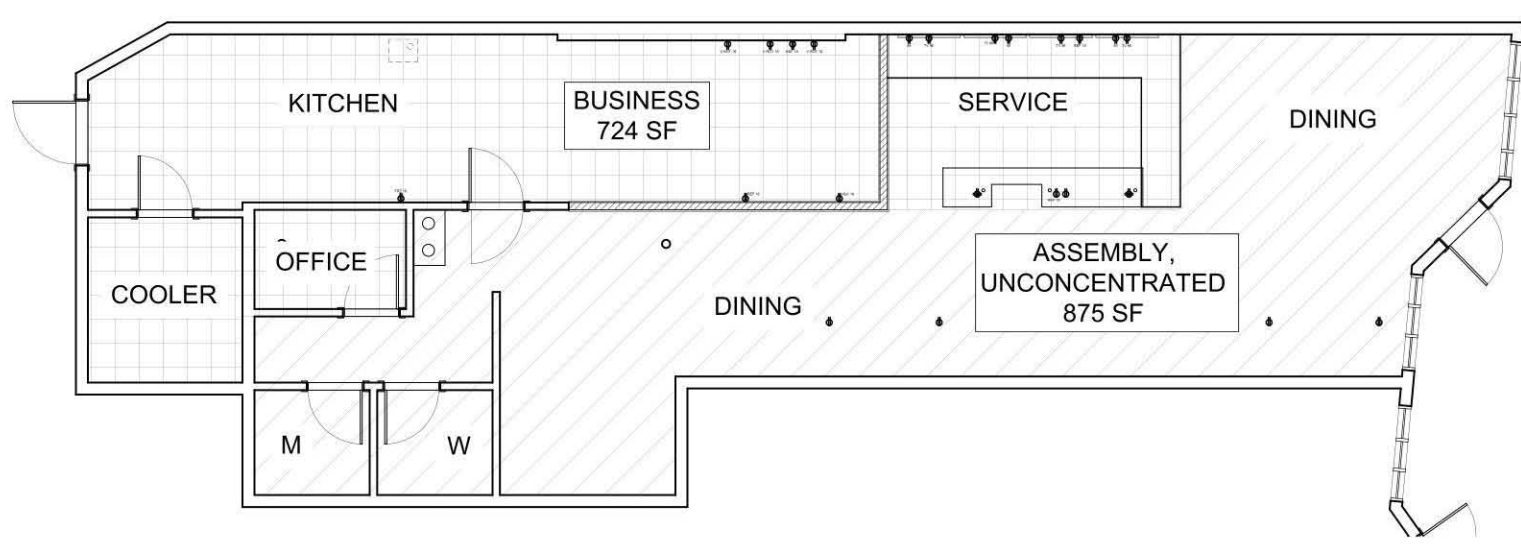 KITCHEN
BUSINESS
724 SF
SERVICE
DINING
OFFICE
COOLER
DINING
ASSEMBLY,
UNCONCENTRATED
875 SF
M
W